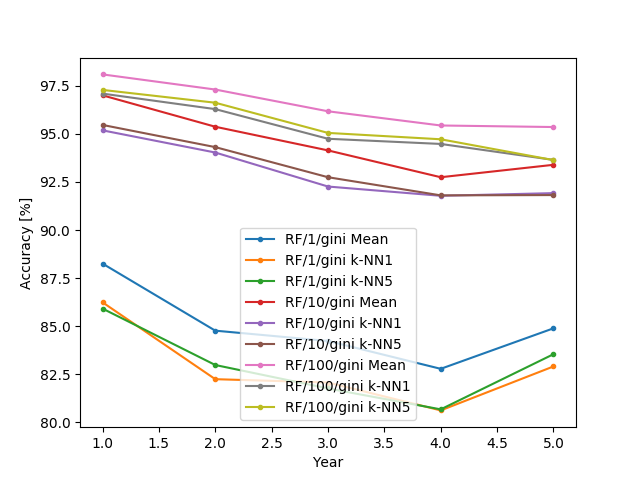 97.5
95.0
92.5
90.0
87.5
85.0
82.5
80.0
Accuracy [%]
RF/1/gini Mean
RF/1/gini k-NN1
RF/1/gini k-NN5
RF/10/gini Mean
RF/10/gini k-NN1
RF/10/gini k-NN5
RF/100/gini Mean
RF/100/gini k-NN1
RF/100/gini k-NN5
1.0 1.5 2.0 2.5 3.0 3.5 4.0 4.5 5.0
Year